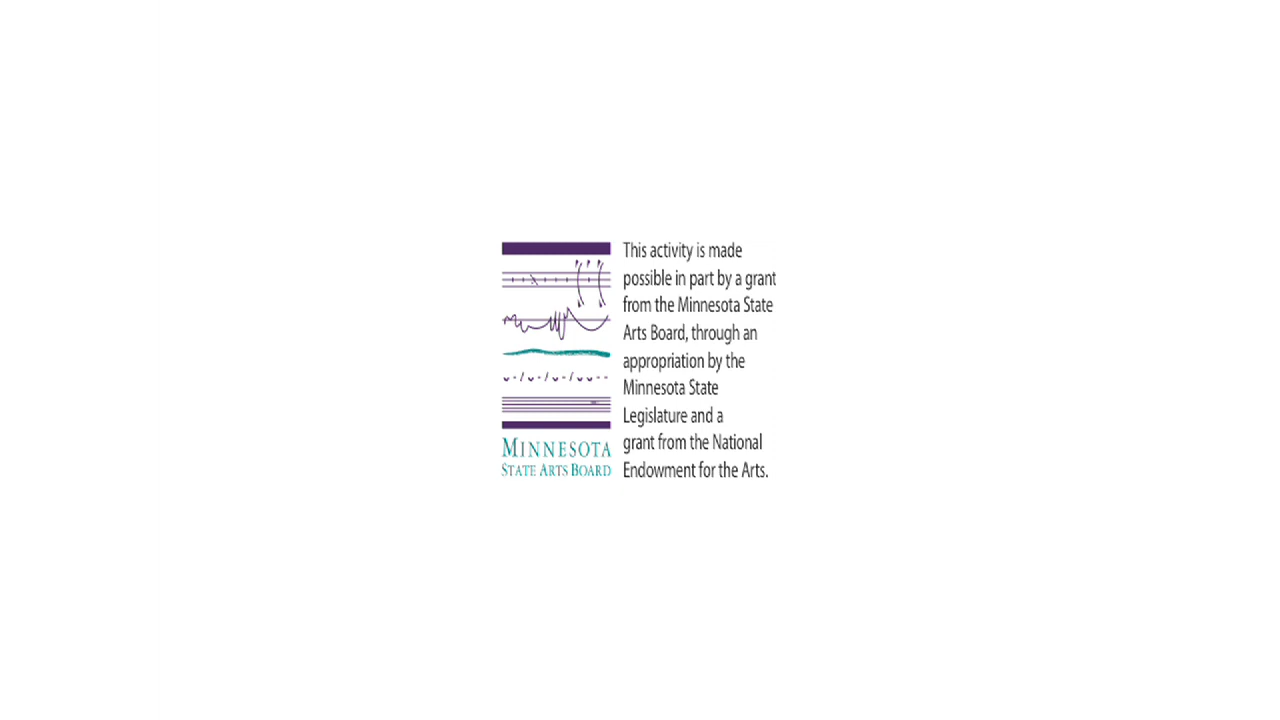 MINNESOTA
STATE ARTS BOARD
This activity is made
possible in part by a grant
from the Minnesota State
Arts Board, through an
appropriation by the
Minnesota State
Legislature and a
grant from the National
Endowment for the Arts.